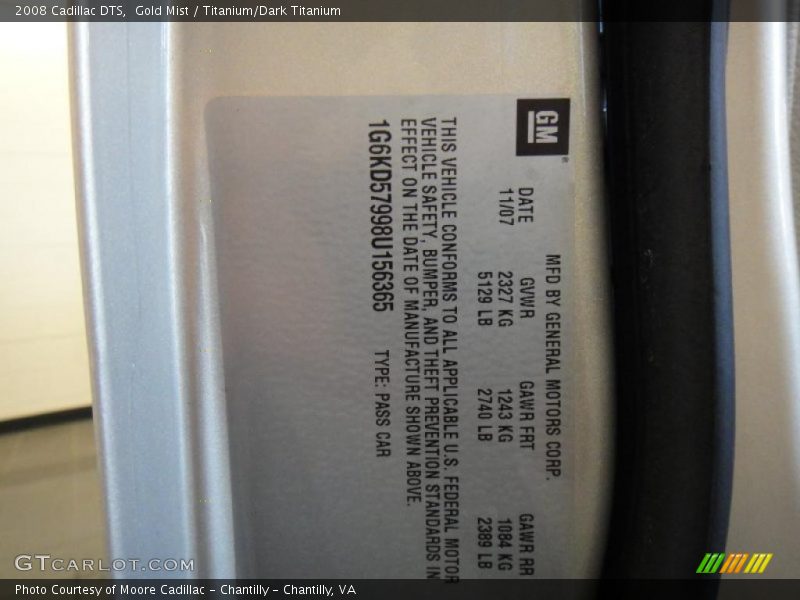 2008 Cadillac DTS, Gold Mist / Titanium/Dark Titanium
GM
®
MFD BY GENERAL MOTORS CORP.
DATE GVWR GAWR FRT GAWR RR
11/07 2327 KG 1243 KG 1084 KG
5129 LB 2740 LB 2389 LB
THIS VEHICLE CONFORMS TO ALL APPLICABLE U.S. FEDERAL MOTOR
VEHICLE SAFETY, BUMPER, AND THEFT PREVENTION STANDARDS IN
EFFECT ON THE DATE OF MANUFACTURE SHOWN ABOVE.
1G6KD57998U156365 TYPE: PASS CAR
GTCARLOT.COM
Photo Courtesy of Moore Cadillac - Chantilly - Chantilly, VA